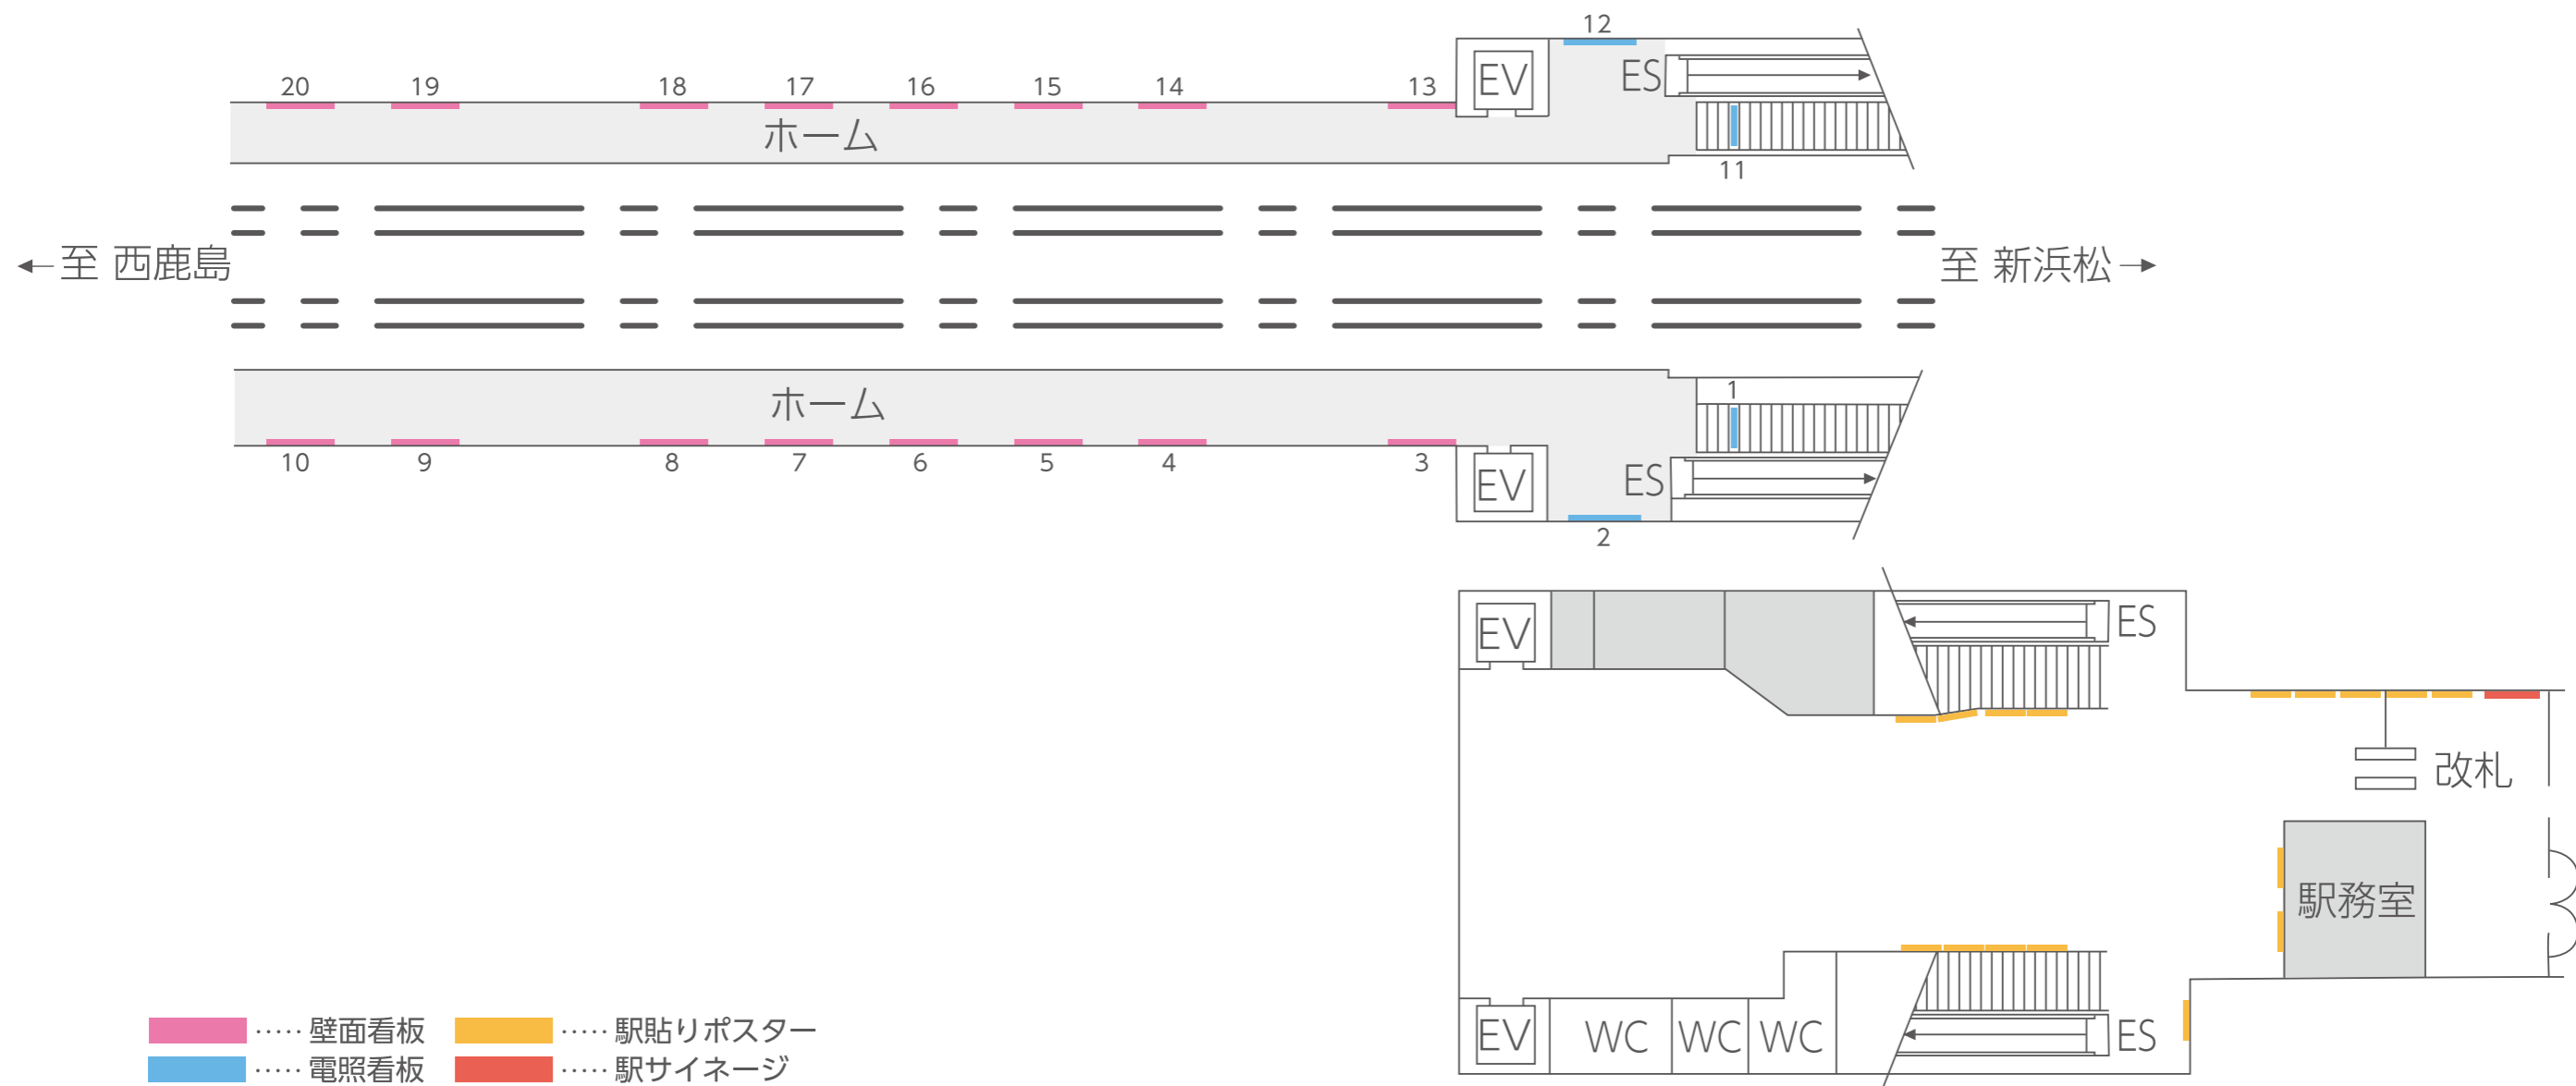 12
20 19 18 17 16 15 14 13 EV ES
ホーム
11
← 至 西鹿島 至 新浜松 →
ホーム
1
10 9 8 7 6 5 4 3 EV ES
2
EV ES
改札
駅務室
EV WC WC WC ES
····· 壁面看板 ····· 駅貼りポスター
····· 電照看板 ····· 駅サイネージ